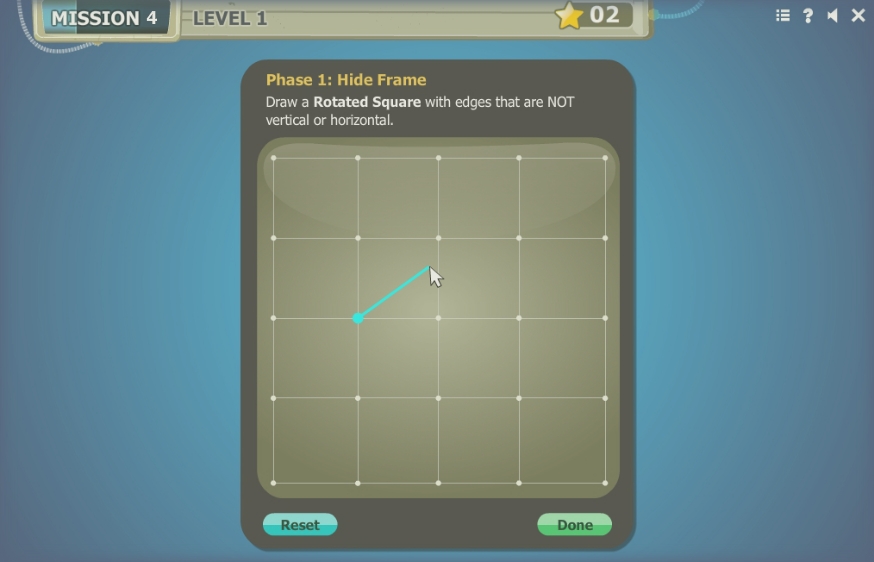 MISSION 4
LEVEL 1
02
?
Phase 1: Hide Frame
Draw a Rotated Square with edges that are NOT
vertical or horizontal.
Reset
Done